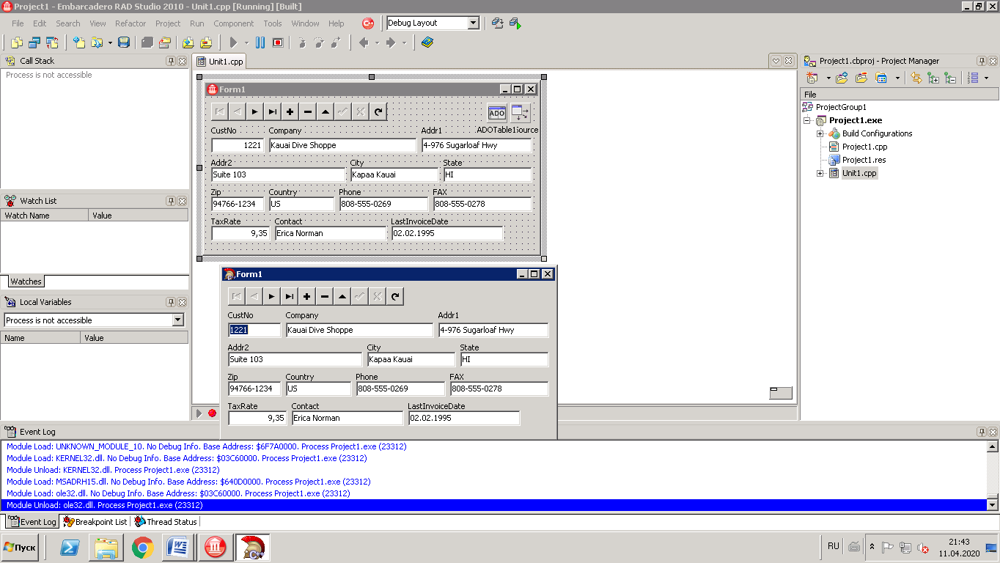 Project1 - Embarcadero RAD Studio 2010 - Unit1.cpp [Running] [Built]
File Edit Search View Refactor Project Run Component Tools Window Help Debug Layout
Call Stack
Process is not accessible
Unit1.cpp
Project1.cbproj - Project Manager
File
ProjectGroup1
Project1.exe
Build Configurations
Project1.cpp
Project1.res
Unit1.cpp
Form1
ADO
CustNo Company Addr1 ADOTable1Source
1221 Kauai Dive Shoppe 4-976 Sugarloaf Hwy
Addr2 City State
Suite 103 Kapaa Kauai HI
Zip Country Phone FAX
94766-1234 US 808-555-0269 808-555-0278
TaxRate Contact LastInvoiceDate
9,35 Erica Norman 02.02.1995
Watch List
Watch Name Value
Watches
Local Variables
Process is not accessible
Name Value
Form1
CustNo Company Addr1
1221 Kauai Dive Shoppe 4-976 Sugarloaf Hwy
Addr2 City State
Suite 103 Kapaa Kauai HI
Zip Country Phone FAX
94766-1234 US 808-555-0269 808-555-0278
TaxRate Contact LastInvoiceDate
9,35 Erica Norman 02.02.1995
Event Log
Module Load: UNKNOWN_MODULE_10. No Debug Info. Base Address: $6F7A0000. Process Project1.exe (23312)
Module Load: KERNEL32.dll. No Debug Info. Base Address: $03C60000. Process Project1.exe (23312)
Module Unload: KERNEL32.dll. Process Project1.exe (23312)
Module Load: MSADRH15.dll. No Debug Info. Base Address: $640D0000. Process Project1.exe (23312)
Module Load: ole32.dll. No Debug Info. Base Address: $03C60000. Process Project1.exe (23312)
Module Unload: ole32.dll. Process Project1.exe (23312)
Event Log Breakpoint List Thread Status
Пуск
C++
RU
21:43
11.04.2020